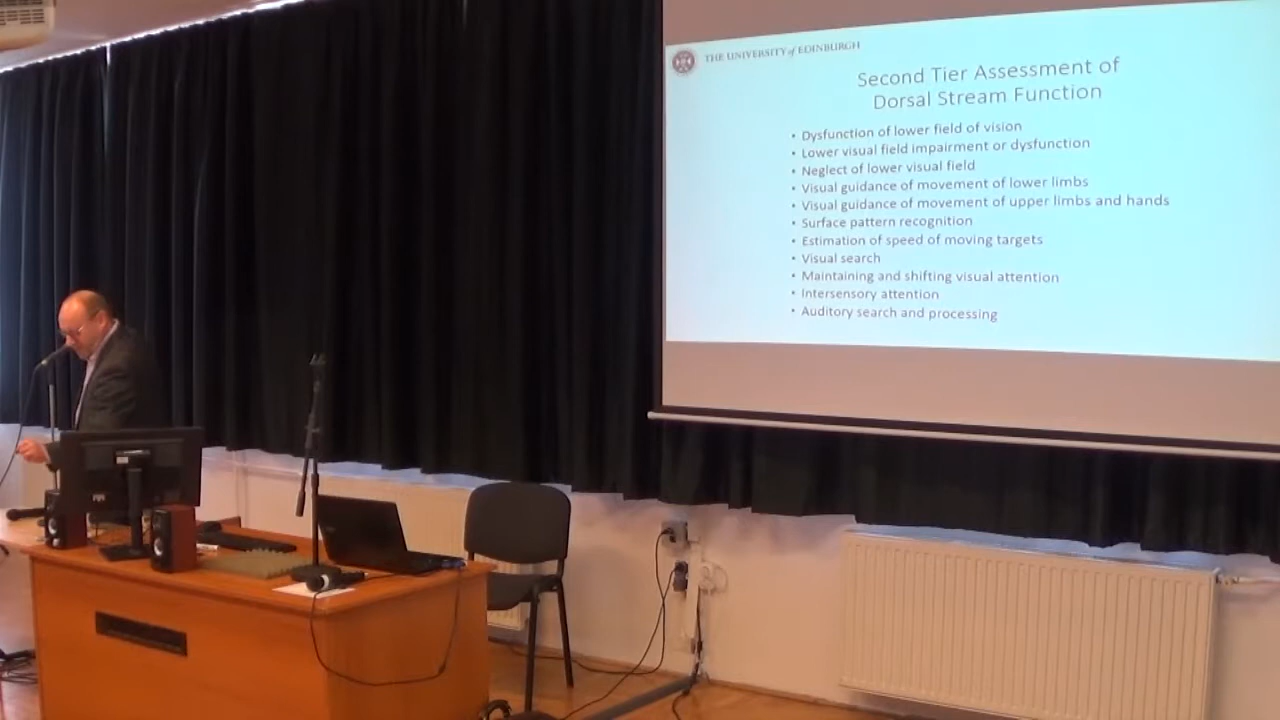 THE UNIVERSITY of EDINBURGH
Second Tier Assessment of
Dorsal Stream Function
• Dysfunction of lower field of vision
• Lower visual field impairment or dysfunction
• Neglect of lower visual field
• Visual guidance of movement of lower limbs
• Visual guidance of movement of upper limbs and hands
• Surface pattern recognition
• Estimation of speed of moving targets
• Visual search
• Maintaining and shifting visual attention
• Intersensory attention
• Auditory search and processing